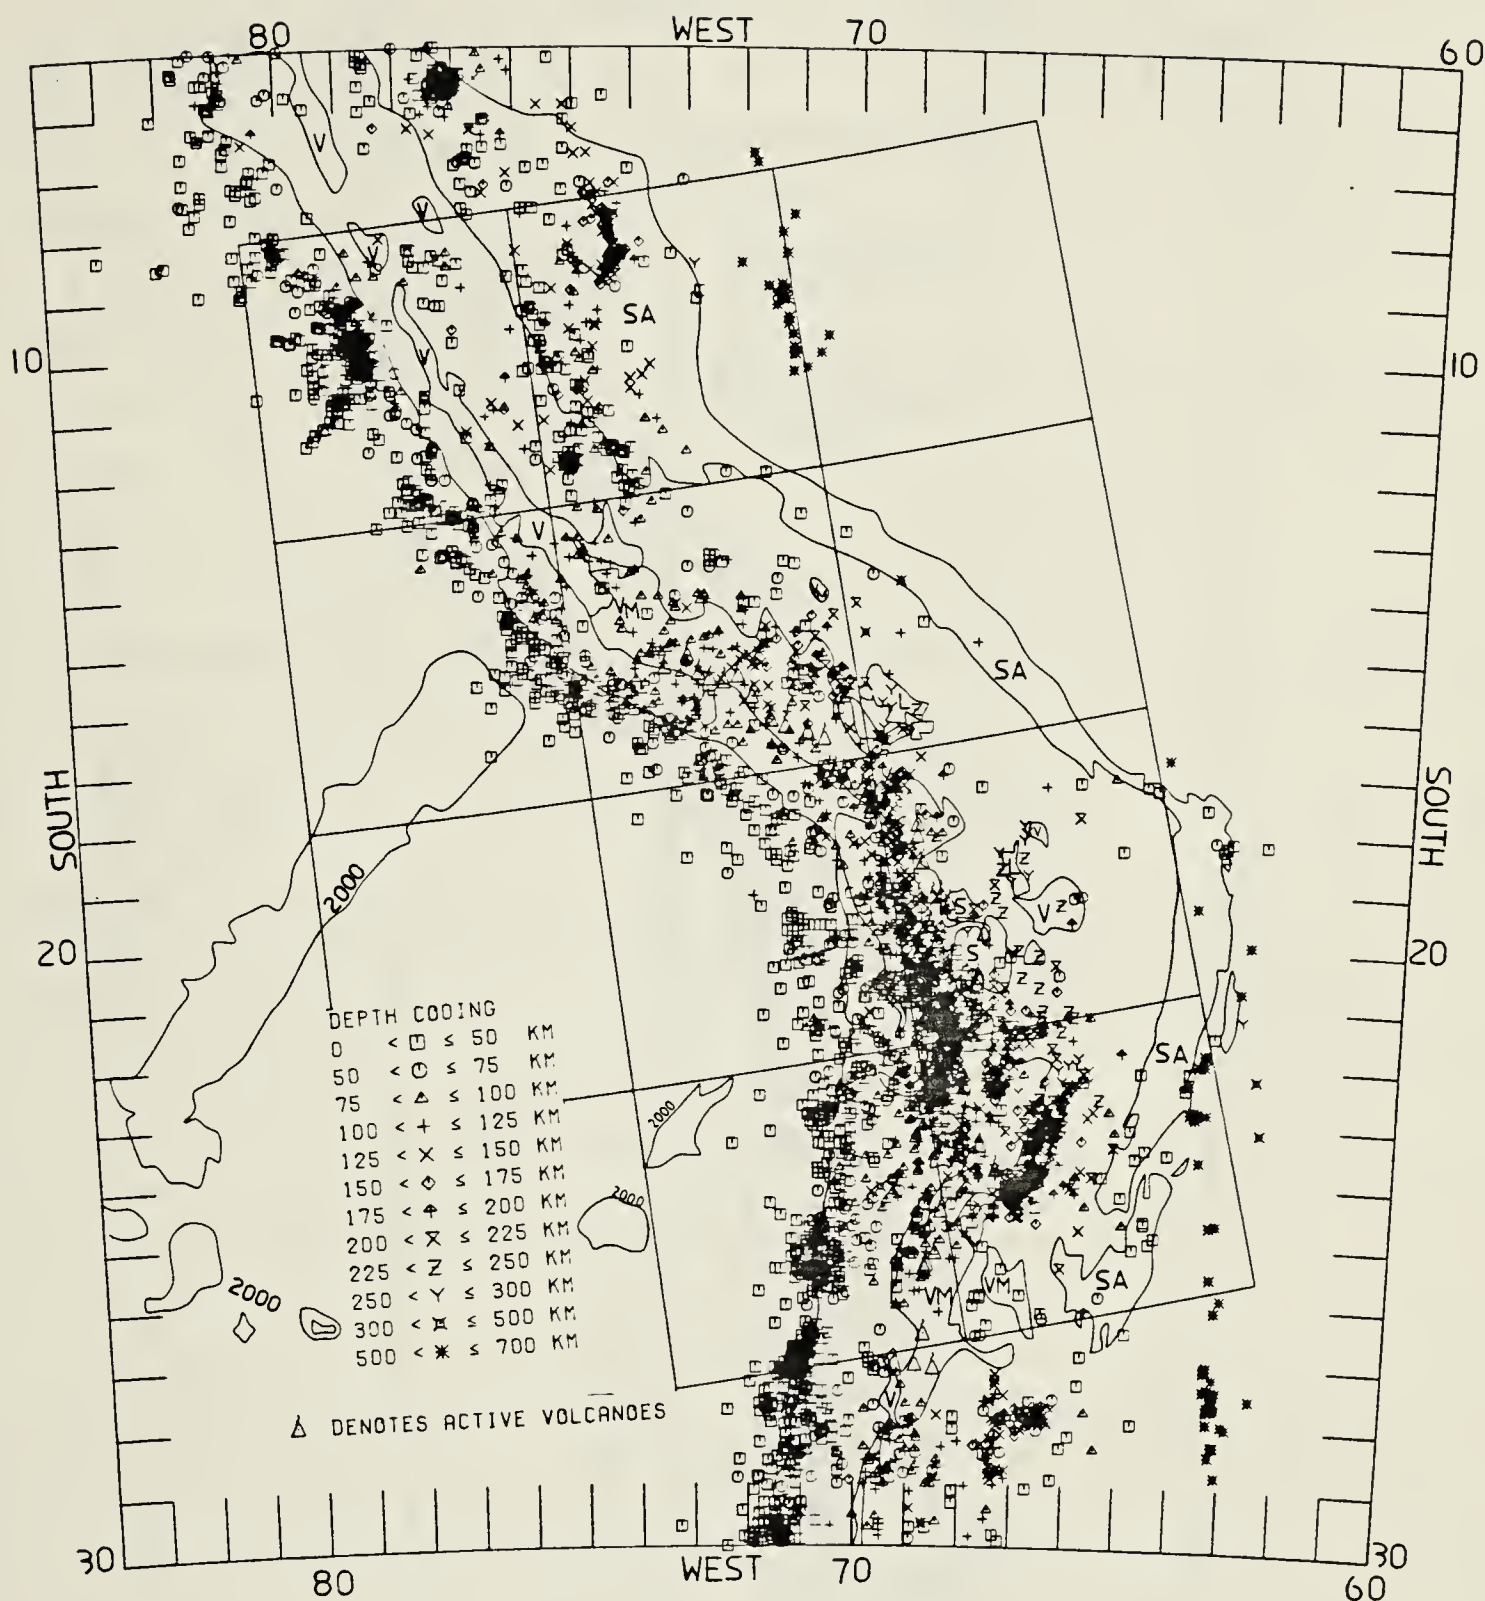 80 WEST 70 60
V
V
V
SA
V
10 10
V
VM
SA
SOUTH SOUTH
2000
S
V
S
20 20
SA
DEPTH CODING
0 < ≤ 50 KM
50 < ≤ 75 KM
75 < ≤ 100 KM
100 < + ≤ 125 KM
125 < × ≤ 150 KM
150 < ≤ 175 KM
175 < ≤ 200 KM
200 < ≤ 225 KM
225 < Z ≤ 250 KM
250 < Y ≤ 300 KM
300 < ≤ 500 KM
500 < ≤ 700 KM
2000
2000
2000
VM VM SA
V
DENOTES ACTIVE VOLCANOES
30 30
80 WEST 70 60